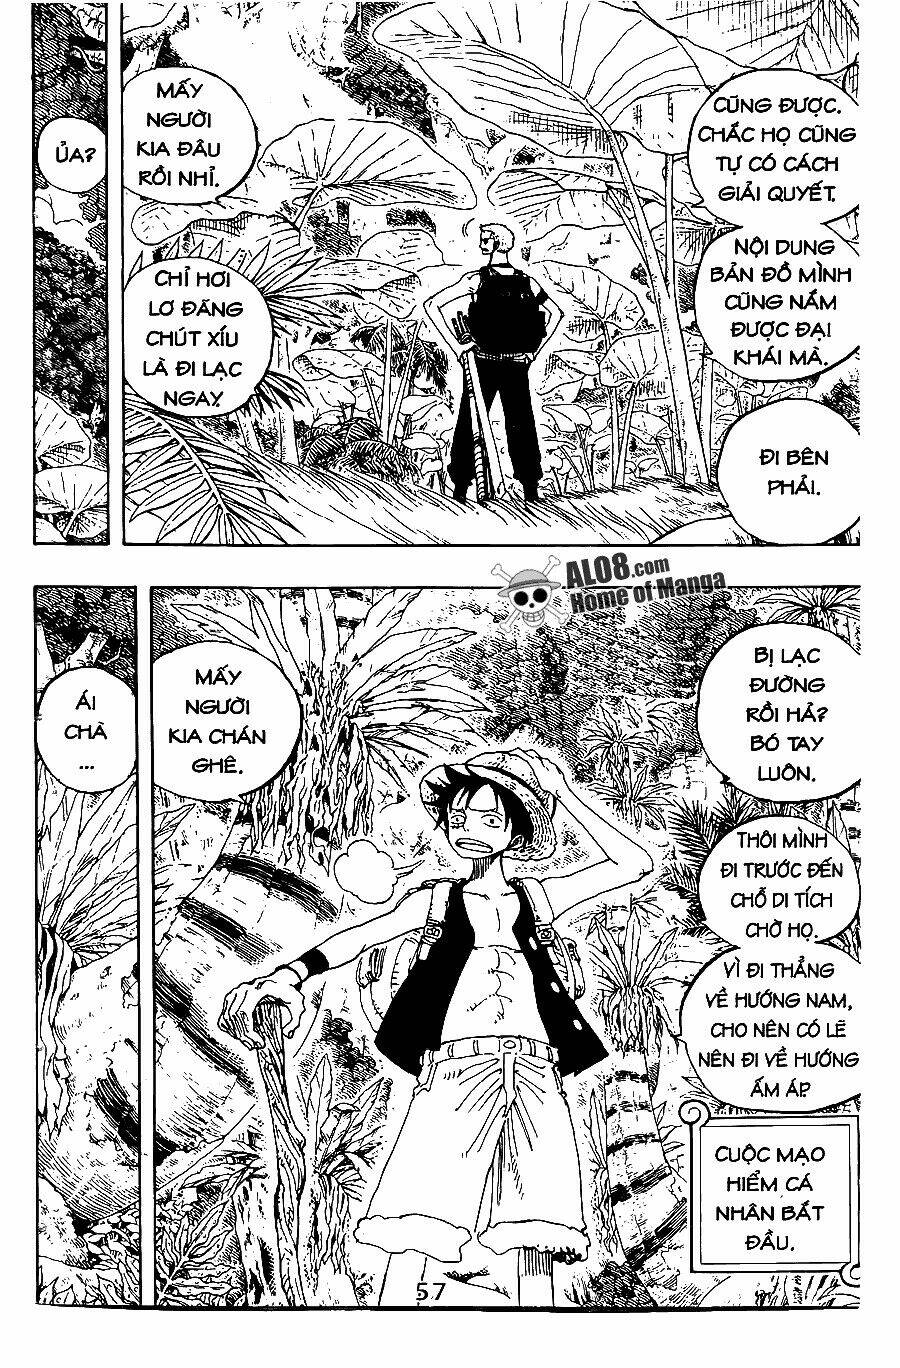 ỦA?
MẤY
NGƯỜI
KIA ĐÂU
RỒI NHỈ.
CHỈ HƠI
LƠ ĐÃNG
CHÚT XÍU
LÀ ĐI LẠC
NGAY.
CŨNG ĐƯỢC.
CHẮC HỌ CŨNG
TỰ CÓ CÁCH
GIẢI QUYẾT.
NỘI DUNG
BẢN ĐỒ MÌNH
CŨNG NẮM
ĐƯỢC ĐẠI
KHÁI MÀ.
ĐI BÊN
PHẢI.
AL08.com
Home of Manga
ÁI
CHÀ
...
MẤY
NGƯỜI
KIA CHÁN
GHÊ.
BỊ LẠC
ĐƯỜNG
RỒI HẢ?
BÓ TAY
LUÔN.
THÔI MÌNH
ĐI TRƯỚC ĐẾN
CHỖ DI TÍCH
CHỜ HỌ.
VÌ ĐI THẲNG
VỀ HƯỚNG NAM,
CHO NÊN CÓ LẼ
NÊN ĐI VỀ HƯỚNG
ẤM ÁP.
CUỘC MẠO
HIỂM CÁ
NHÂN BẮT
ĐẦU.
57